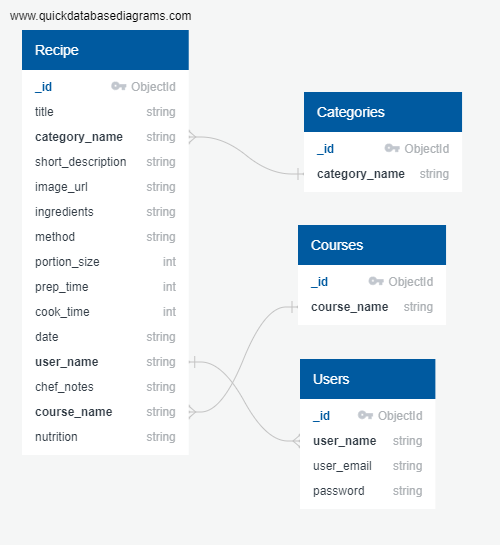 www.quickdatabasediagrams.com
Recipe
_id ObjectId
title string
category_name string
short_description string
image_url string
ingredients string
method string
portion_size int
prep_time int
cook_time int
date string
user_name string
chef_notes string
course_name string
nutrition string
Categories
_id ObjectId
category_name string
Courses
_id ObjectId
course_name string
Users
_id ObjectId
user_name string
user_email string
password string